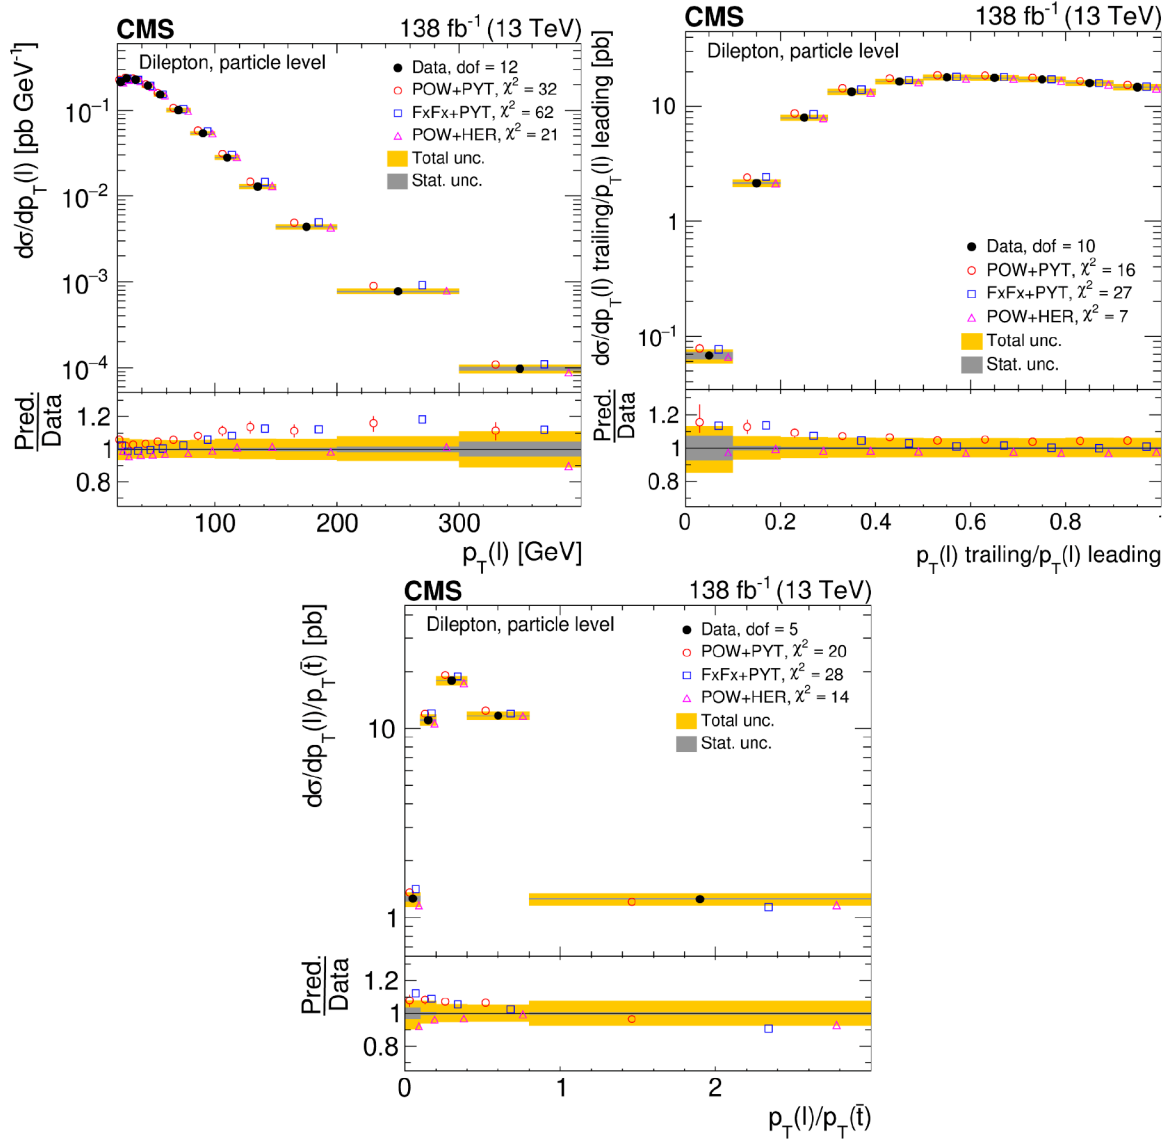 CMS 138 fb⁻¹ (13 TeV)
Dilepton, particle level
Data, dof = 12
POW+PYT, χ² = 32
FxFx+PYT, χ² = 62
POW+HER, χ² = 21
Total unc.
Stat. unc.
dσ/dp_T(l) [pb GeV⁻¹]
10⁻¹
10⁻²
10⁻³
10⁻⁴
Pred.
Data
1.2
1
0.8
100 200 300
p_T(l) [GeV]
CMS 138 fb⁻¹ (13 TeV)
Dilepton, particle level
dσ/dp_T(l) trailing/p_T(l) leading [pb]
10
1
10⁻¹
Data, dof = 10
POW+PYT, χ² = 16
FxFx+PYT, χ² = 27
POW+HER, χ² = 7
Total unc.
Stat. unc.
Pred.
Data
1.2
1
0.8
0 0.2 0.4 0.6 0.8 1
p_T(l) trailing/p_T(l) leading
CMS 138 fb⁻¹ (13 TeV)
Dilepton, particle level
Data, dof = 5
POW+PYT, χ² = 20
FxFx+PYT, χ² = 28
POW+HER, χ² = 14
Total unc.
Stat. unc.
dσ/dp_T(l)/p_T(t̄) [pb]
10
1
Pred.
Data
1.2
1
0.8
0 1 2
p_T(l)/p_T(t̄)